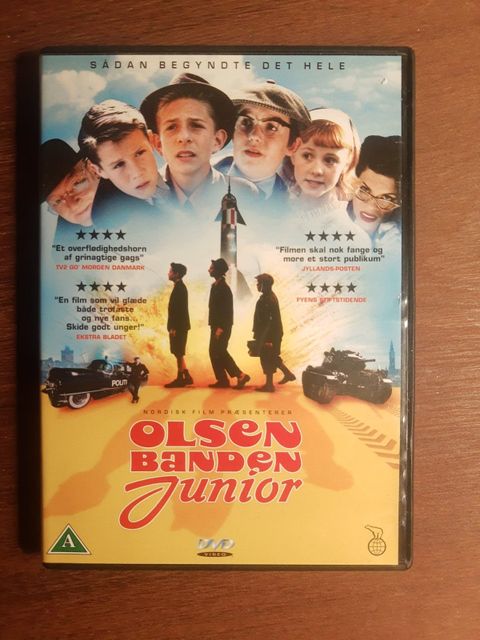 SÅDAN BEGYNDTE DET HELE
"Et overflødighedshorn
af grinagtige gags"
TV2 GO' MORGEN DANMARK
"En film som vil glæde
både trofaste
og nye fans...
Skide godt unger!"
EKSTRA BLADET
"Filmen skal nok fange og
more et stort publikum"
JYLLANDS-POSTEN
FYENS STIFTSTIDENDE
POLITI
NORDISK FILM PRÆSENTERER
OLSEN
BANDEN
Junior
A
DVD
VIDEO